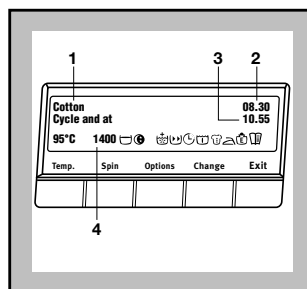 1 3 2
Cotton 08.30
Cycle and at 10.55
95°C 1400
Temp. Spin Options Change Exit
4